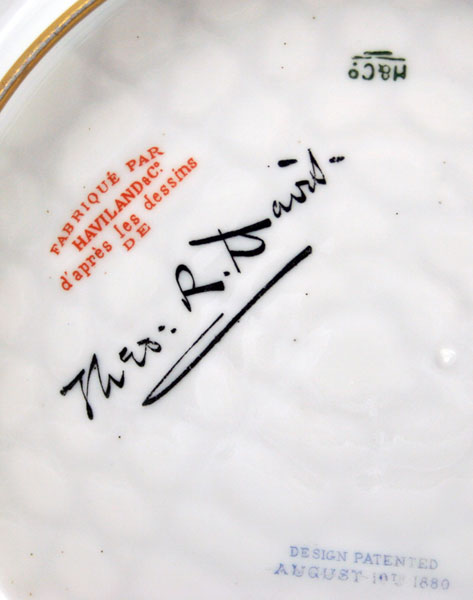 H&Co.
FABRIQUÉ PAR
HAVILAND & Co.
d'après les dessins
DE
Theo: R. Davis.
DESIGN PATENTED
AUGUST 10TH 1880